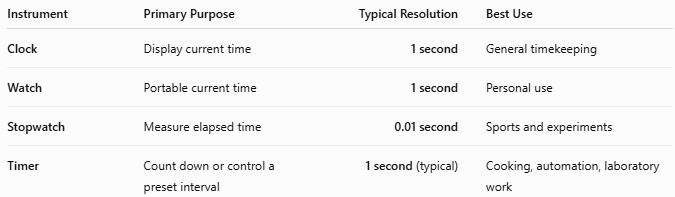 Instrument Primary Purpose Typical Resolution Best Use
Clock Display current time 1 second General timekeeping
Watch Portable current time 1 second Personal use
Stopwatch Measure elapsed time 0.01 second Sports and experiments
Timer Count down or control a 1 second (typical) Cooking, automation, laboratory
preset interval work